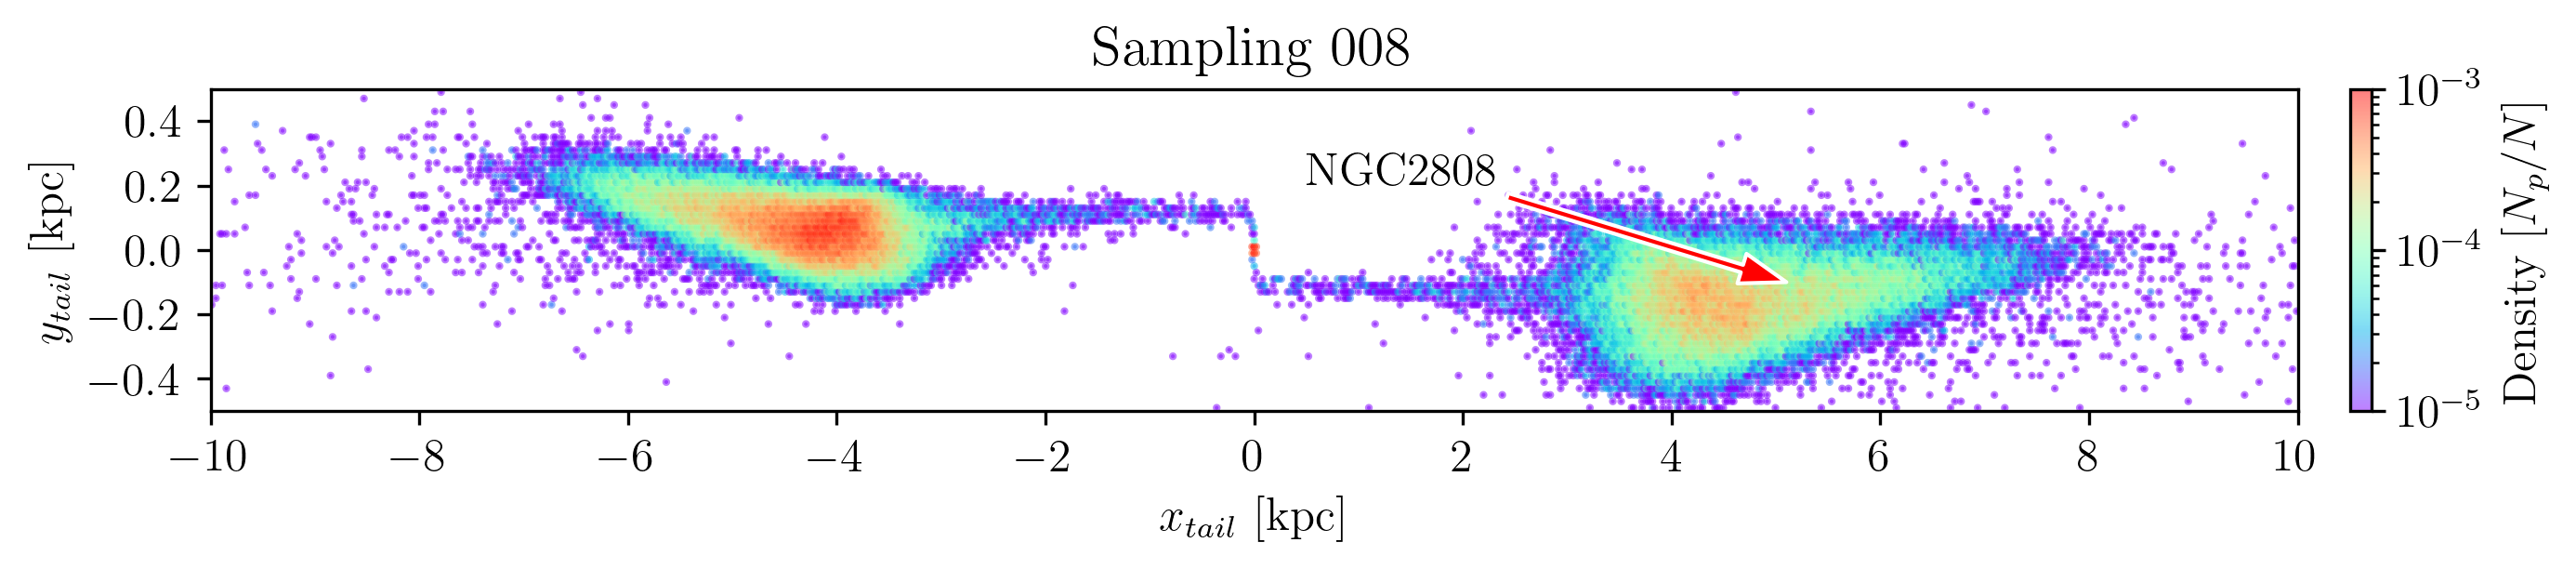 Sampling 008
0.4
0.2
0.0
−0.2
−0.4
y_tail [kpc]
NGC2808
−10 −8 −6 −4 −2 0 2 4 6 8 10
x_tail [kpc]
10^−3
10^−4
10^−5
Density [N_p/N]